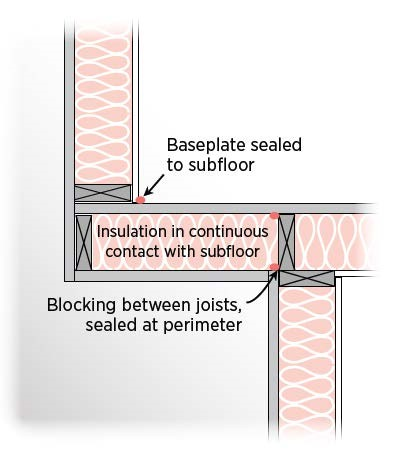 Baseplate sealed
to subfloor
Insulation in continuous
contact with subfloor
Blocking between joists,
sealed at perimeter